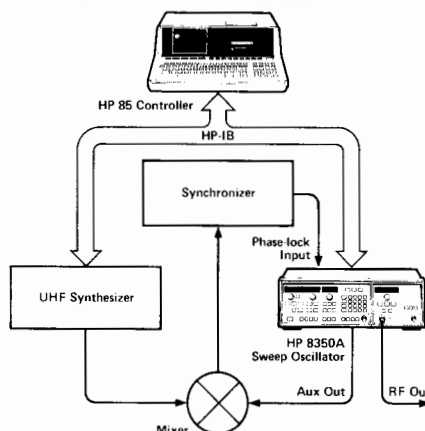 HP 85 Controller
HP-IB
Synchronizer
Phase-lock
Input
UHF Synthesizer
HP 8350A
Sweep Oscillator
Aux Out
RF Ou
Mixer